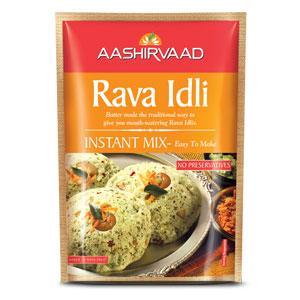 AASHIRVAAD
Rava Idli
Batter made the traditional way to
give you mouth-watering Rava Idlis
INSTANT MIX- Easy To Make
NO PRESERVATIVES